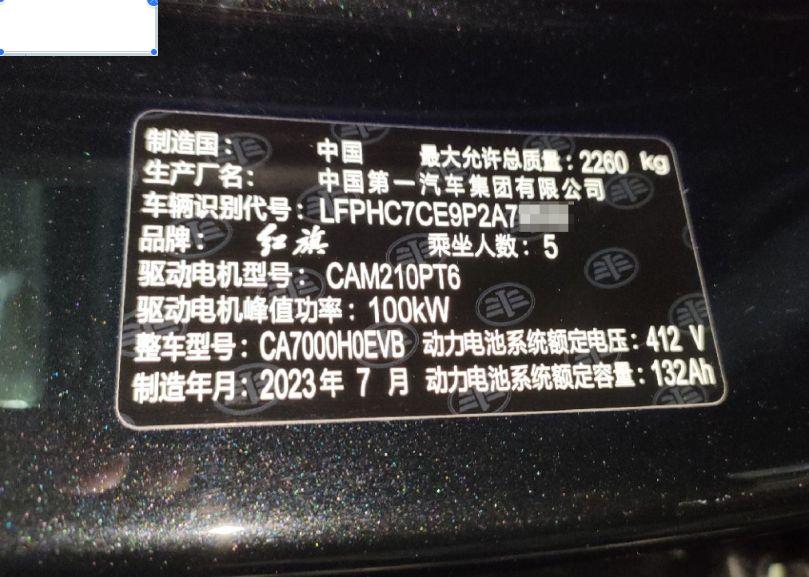 制造国： 中国 最大允许总质量：2260 kg
生产厂名： 中国第一汽车集团有限公司
车辆识别代号：LFPHC7CE9P2A7
品牌： 红旗 乘坐人数：5
驱动电机型号：CAM210PT6
驱动电机峰值功率：100kW
整车型号：CA7000H0EVB 动力电池系统额定电压：412 V
制造年月：2023年 7 月 动力电池系统额定容量：132Ah